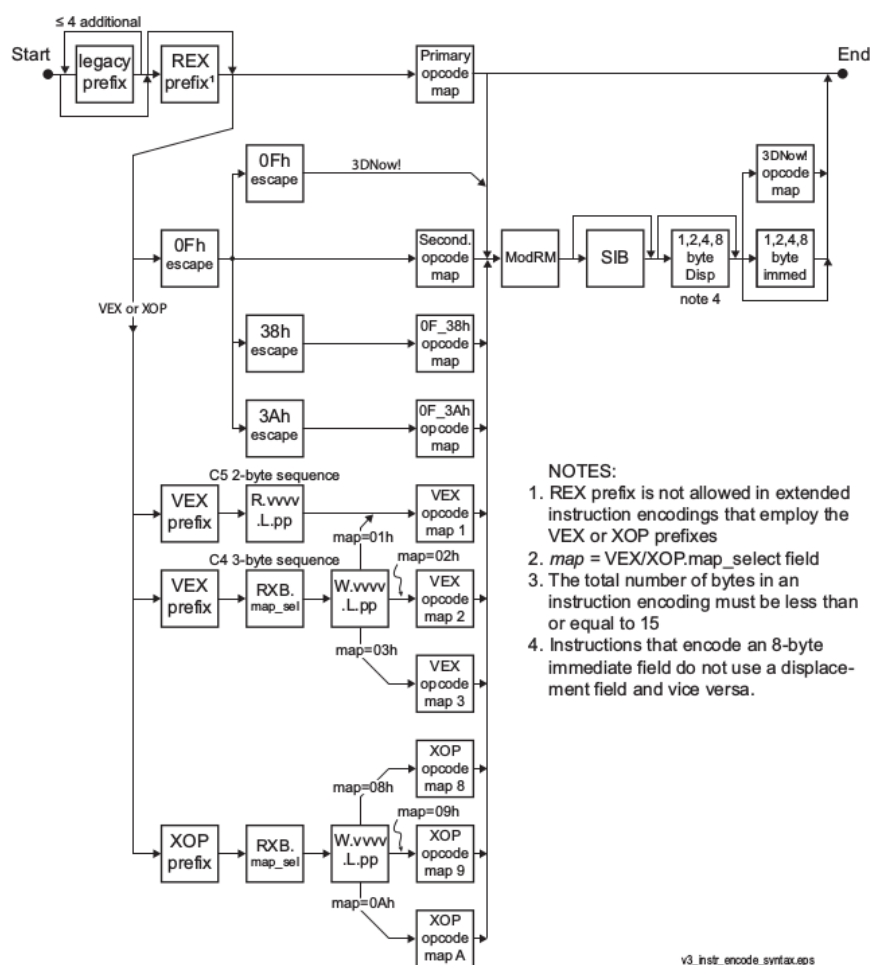 ≤ 4 additional
Start
End
legacy
prefix
REX
prefix¹
Primary
opcode
map
0Fh
escape
3DNow!
3DNow!
opcode
map
0Fh
escape
Second.
opcode
map
ModRM
SIB
1,2,4,8
byte
Disp
note 4
1,2,4,8
byte
immed
VEX or XOP
38h
escape
0F_38h
opcode
map
3Ah
escape
0F_3Ah
opcode
map
C5 2-byte sequence
VEX
prefix
R.vvvv
.L.pp
VEX
opcode
map 1
map=01h
map=02h
C4 3-byte sequence
VEX
prefix
RXB.
map_sel
W.vvvv
.L.pp
VEX
opcode
map 2
map=03h
VEX
opcode
map 3
NOTES:
1. REX prefix is not allowed in extended
instruction encodings that employ the
VEX or XOP prefixes
2. map = VEX/XOP.map_select field
3. The total number of bytes in an
instruction encoding must be less than
or equal to 15
4. Instructions that encode an 8-byte
immediate field do not use a displace-
ment field and vice versa.
XOP
opcode
map 8
map=08h
map=09h
XOP
prefix
RXB.
map_sel
W.vvvv
.L.pp
XOP
opcode
map 9
map=0Ah
XOP
opcode
map A
v3_instr_encode_syntax.eps